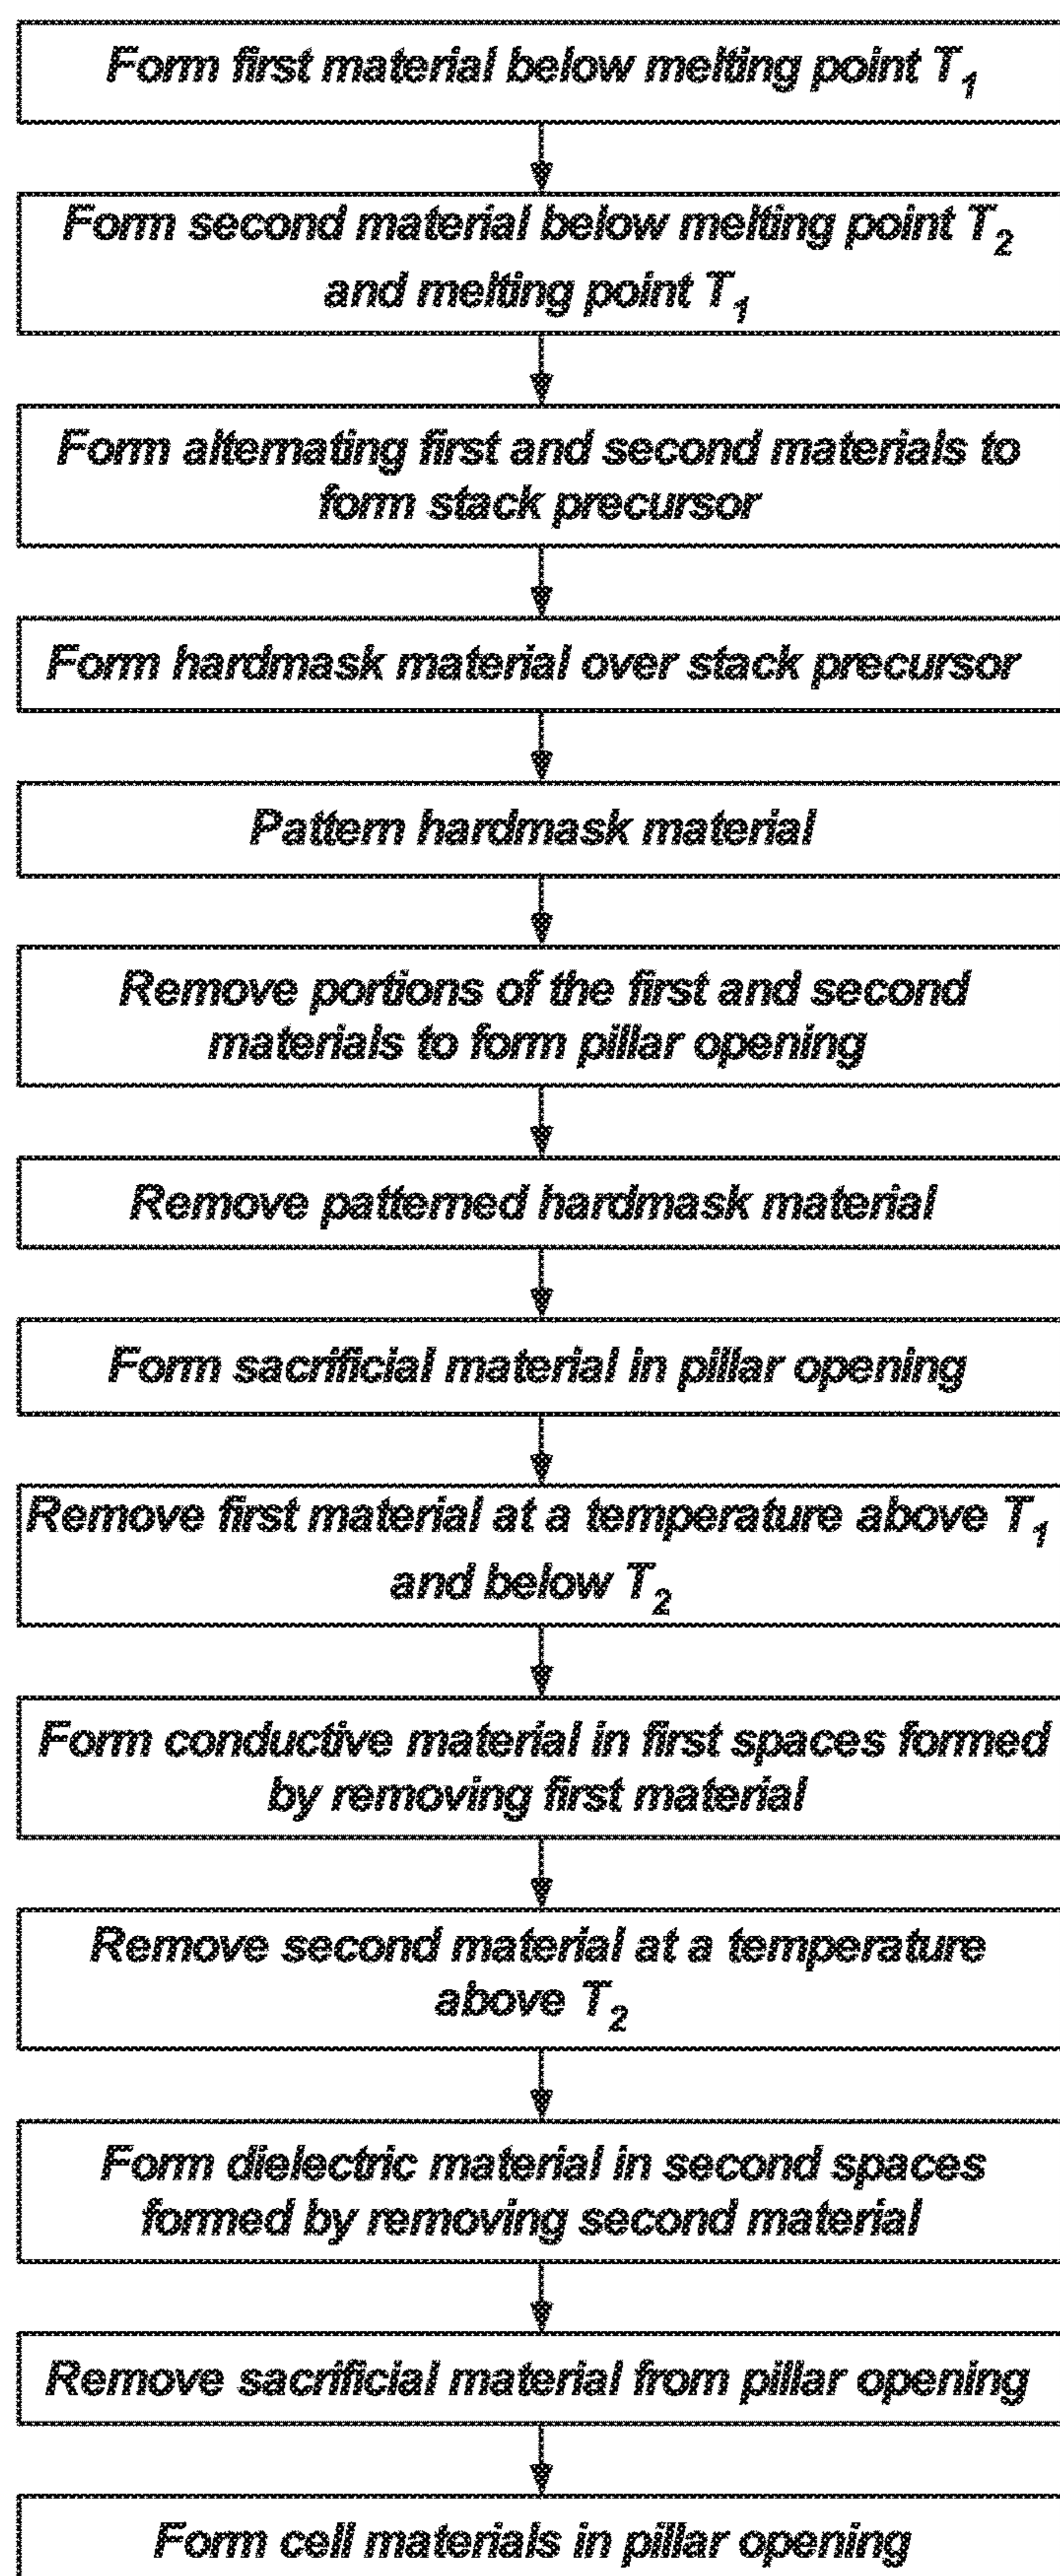 Form first material below melting point T1
Form second material below melting point T2
and melting point T1
Form alternating first and second materials to
form stack precursor
Form hardmask material over stack precursor
Pattern hardmask material
Remove portions of the first and second
materials to form pillar opening
Remove patterned hardmask material
Form sacrificial material in pillar opening
Remove first material at a temperature above T1
and below T2
Form conductive material in first spaces formed
by removing first material
Remove second material at a temperature
above T2
Form dielectric material in second spaces
formed by removing second material
Remove sacrificial material from pillar opening
Form cell materials in pillar opening